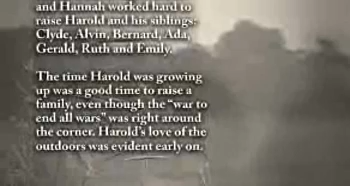 and Hannah worked hard to
raise Harold and his siblings:
Clyde, Alvin, Bernard, Ada,
Gerald, Ruth and Emily.
The time Harold was growing
up was a good time to raise a
family, even though the “war to
end all wars” was right around
the corner. Harold’s love of the
outdoors was evident early on.